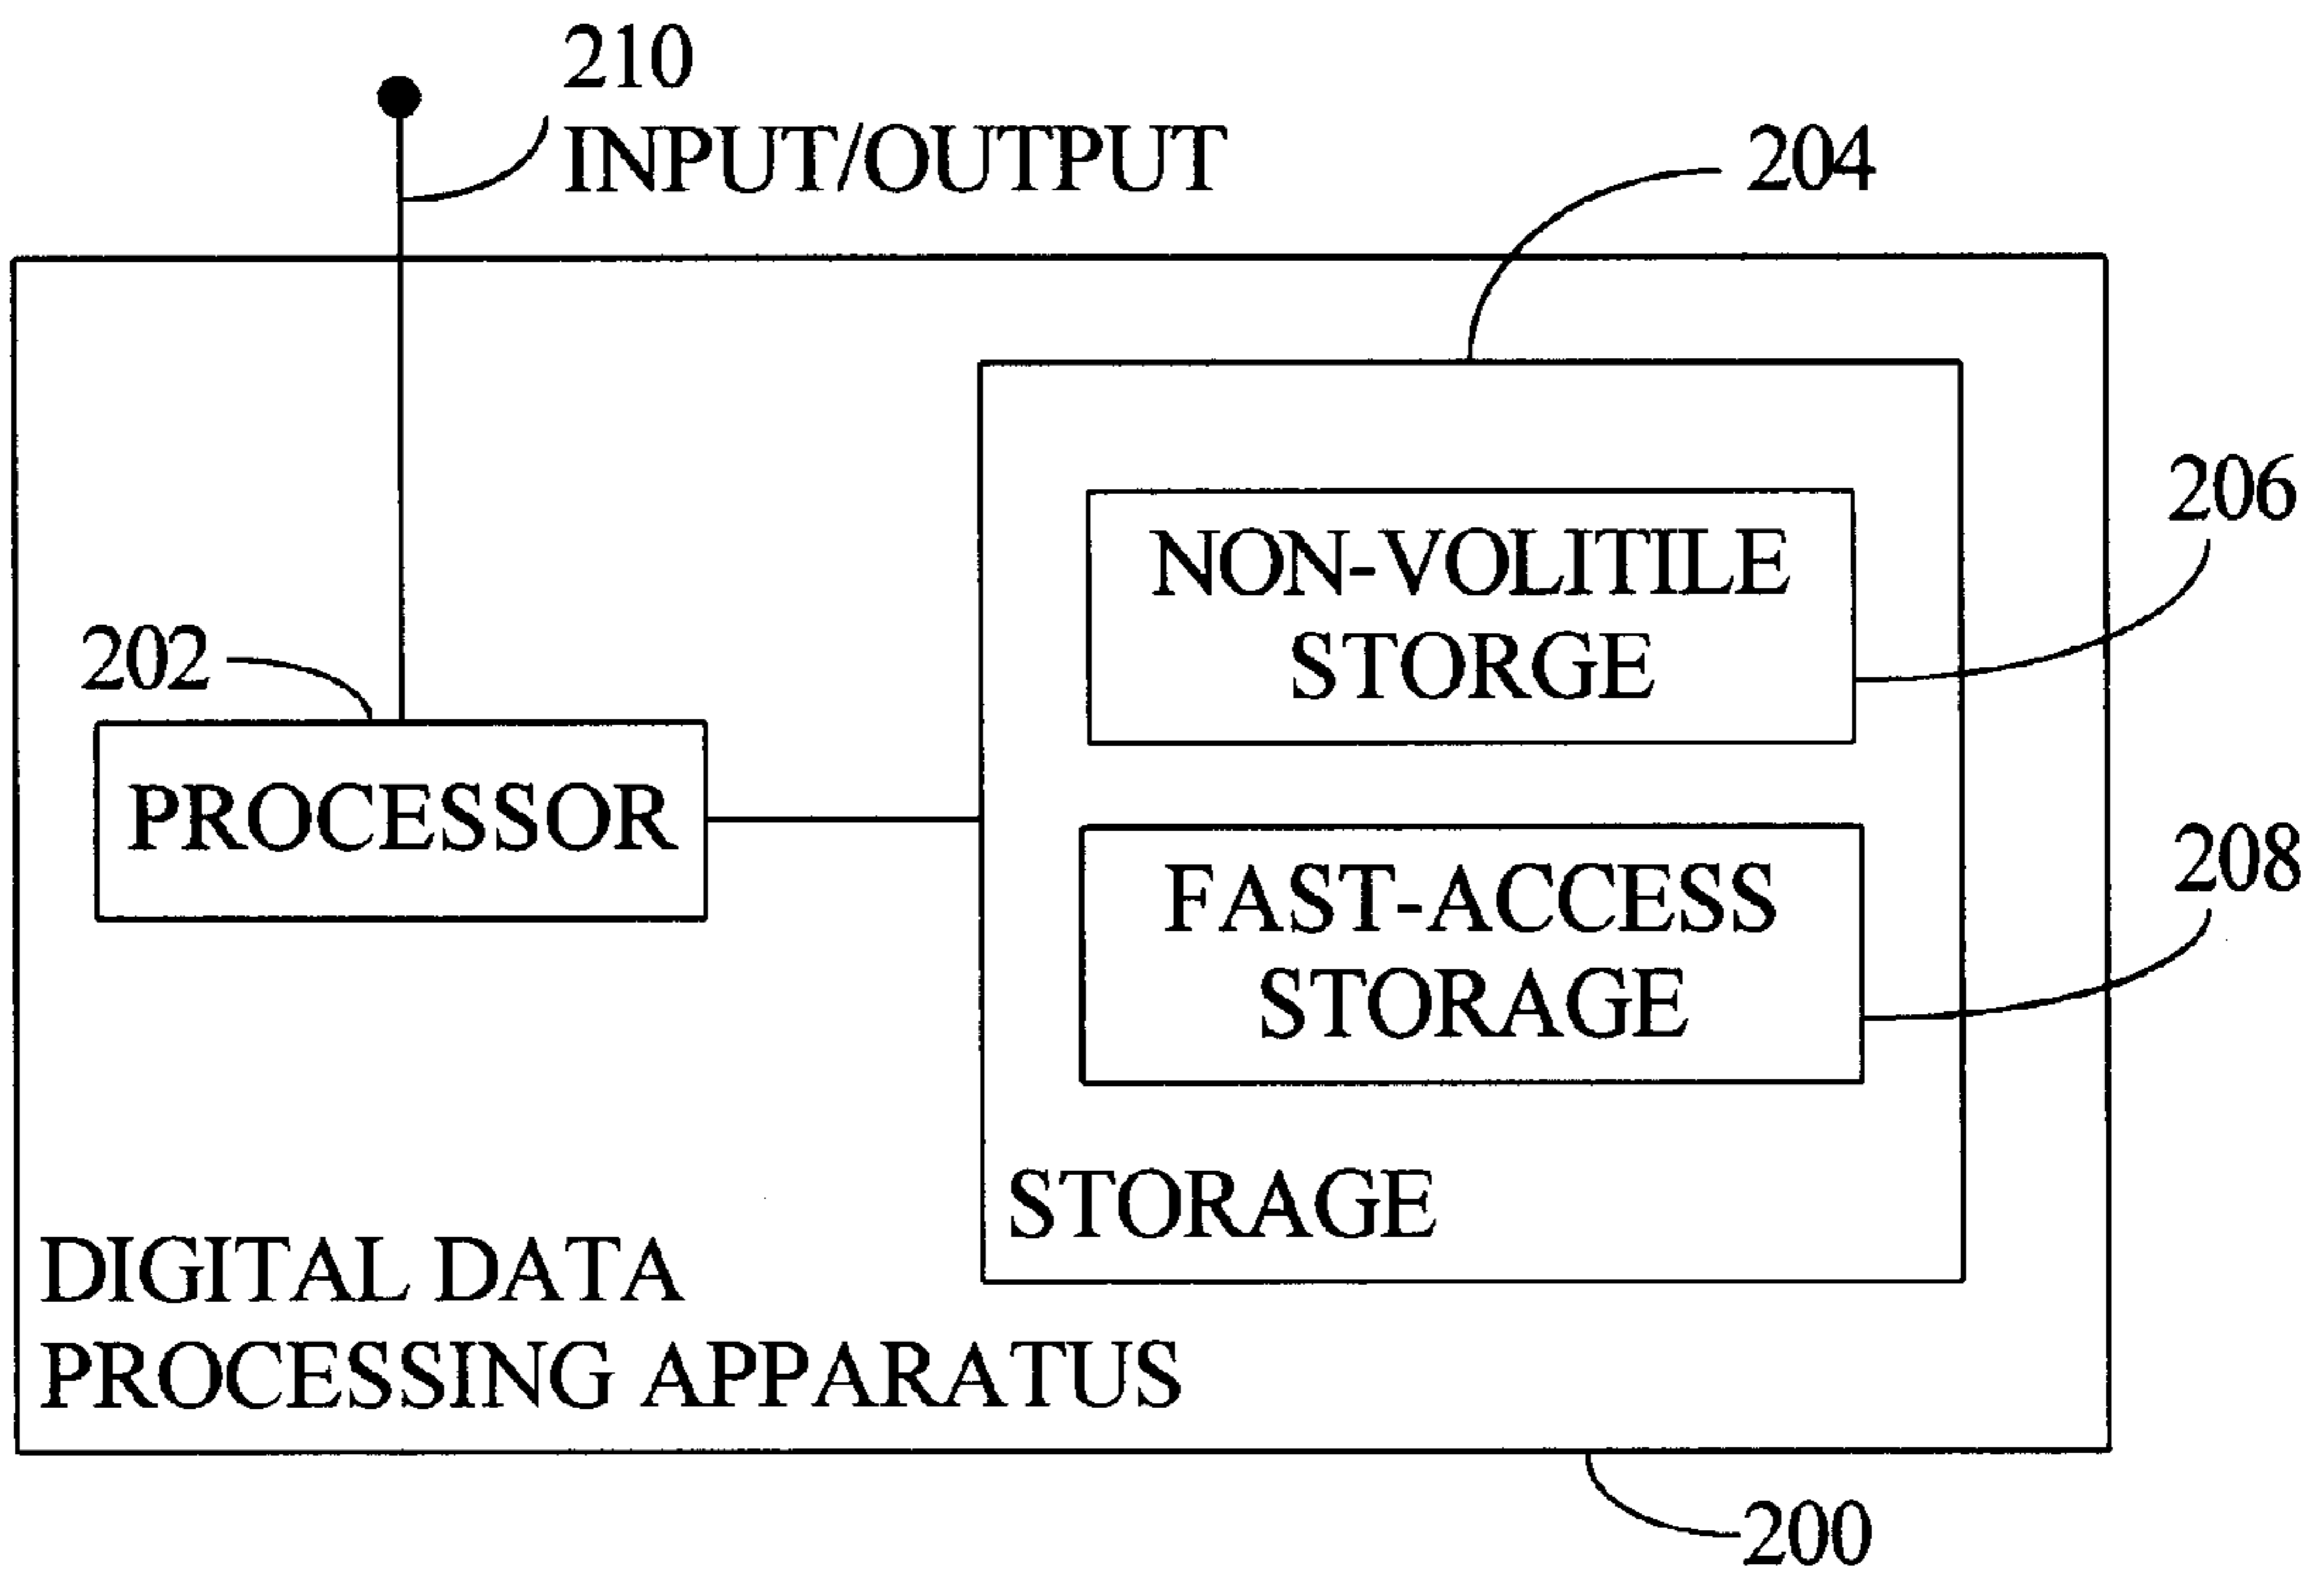 210
INPUT/OUTPUT
204
206
NON-VOLITILE
STORGE
202
PROCESSOR
208
FAST-ACCESS
STORAGE
STORAGE
DIGITAL DATA
PROCESSING APPARATUS
200